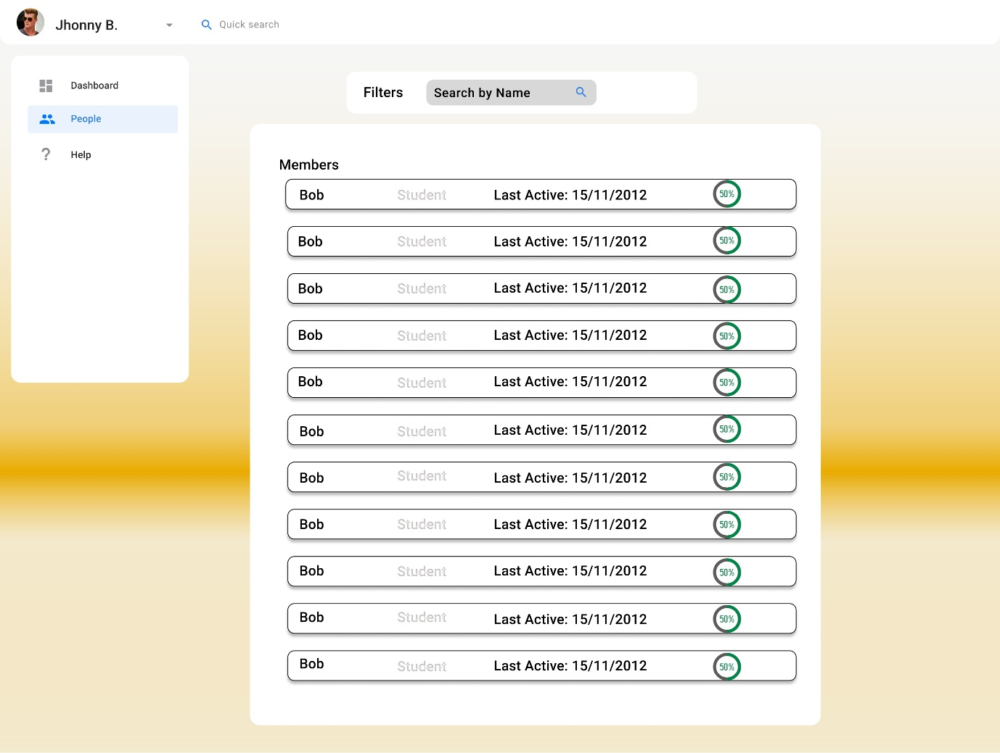 Jhonny B.
Quick search
Dashboard
People
Help
Filters
Search by Name
Members
Bob Student Last Active: 15/11/2012 50%
Bob Student Last Active: 15/11/2012 50%
Bob Student Last Active: 15/11/2012 50%
Bob Student Last Active: 15/11/2012 50%
Bob Student Last Active: 15/11/2012 50%
Bob Student Last Active: 15/11/2012 50%
Bob Student Last Active: 15/11/2012 50%
Bob Student Last Active: 15/11/2012 50%
Bob Student Last Active: 15/11/2012 50%
Bob Student Last Active: 15/11/2012 50%
Bob Student Last Active: 15/11/2012 50%